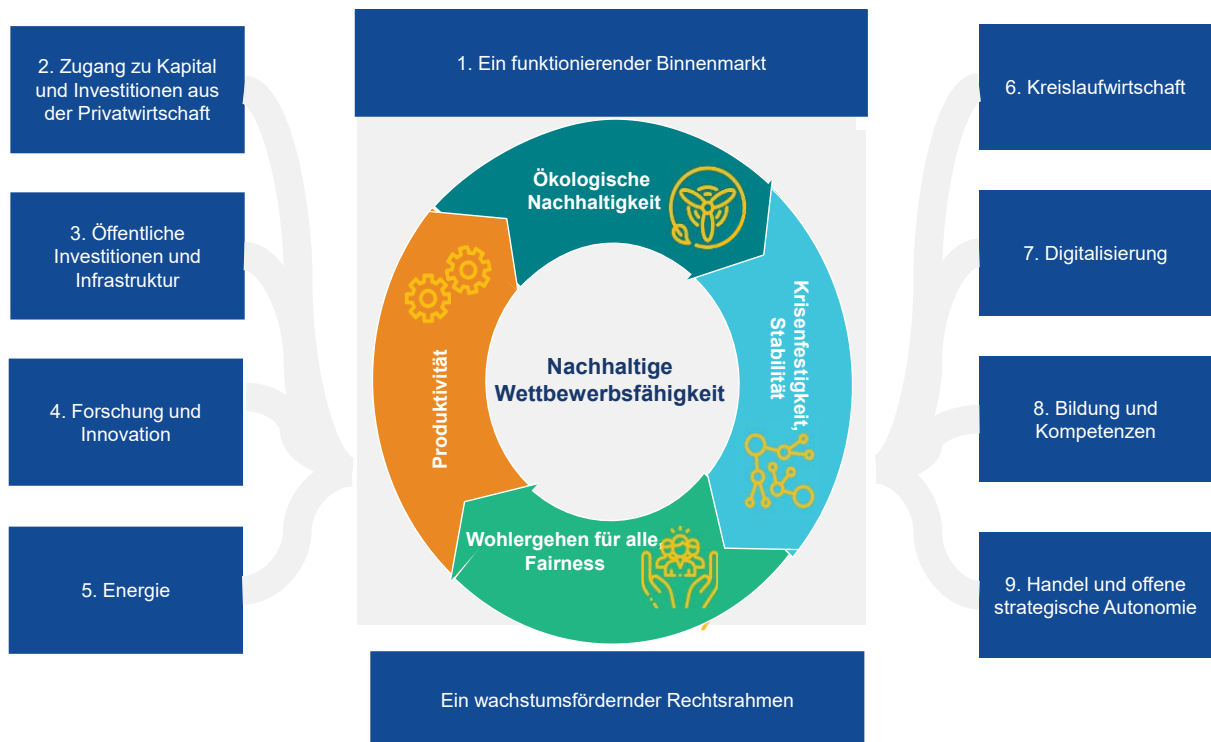 1. Ein funktionierender Binnenmarkt
2. Zugang zu Kapital
und Investitionen aus
der Privatwirtschaft
3. Öffentliche
Investitionen und
Infrastruktur
4. Forschung und
Innovation
5. Energie
Ökologische
Nachhaltigkeit
Krisenfestigkeit,
Stabilität
Wohlergehen für alle,
Fairness
Produktivität
Nachhaltige
Wettbewerbsfähigkeit
6. Kreislaufwirtschaft
7. Digitalisierung
8. Bildung und
Kompetenzen
9. Handel und offene
strategische Autonomie
Ein wachstumsfördernder Rechtsrahmen